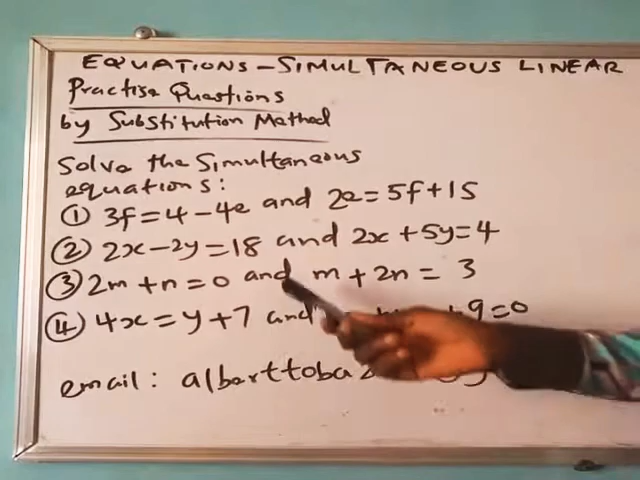 EQUATIONS - SIMULTANEOUS LINEAR
Practise Questions
by Substitution Method
Solve the Simultaneous
equations:
① 3f = 4 - 4e and 2e = 5f + 15
② 2x - 2y = 18 and 2x + 5y = 4
③ 2m + n = 0 and m + 2n = 3
④ 4x = y + 7 and + 9 = 0
email: alberttoba